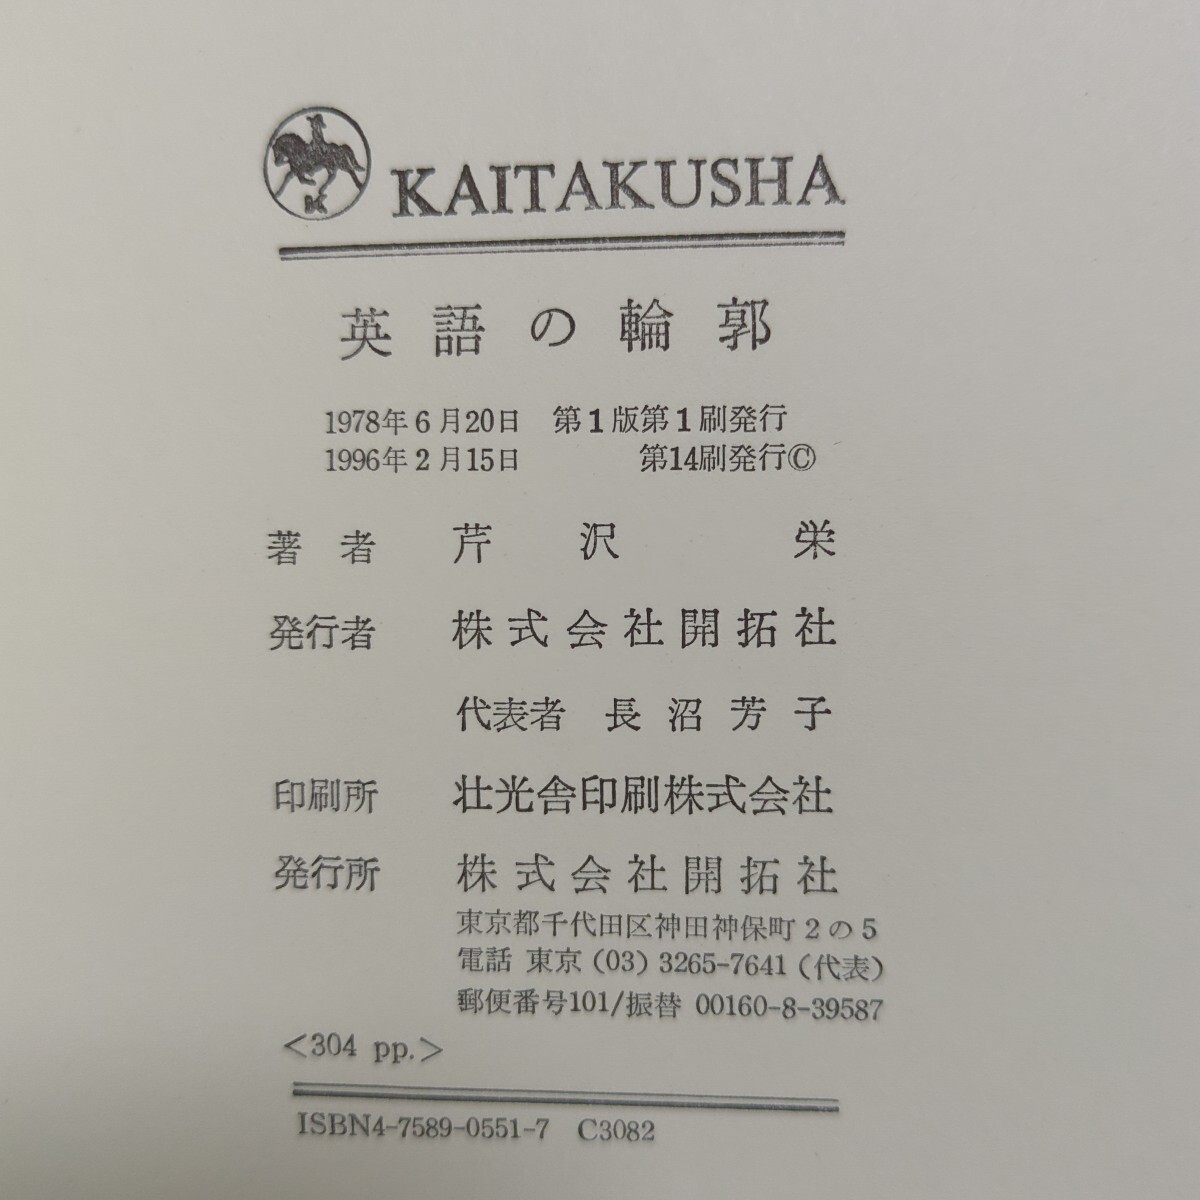 K
KAITAKUSHA
英語の輪郭
1978年6月20日 第1版第1刷発行
1996年2月15日 第14刷発行©
著者 芹沢 栄
発行者 株式会社開拓社
代表者 長沼芳子
印刷所 壮光舎印刷株式会社
発行所 株式会社開拓社
東京都千代田区神田神保町2の5
電話 東京 (03) 3265-7641 (代表)
郵便番号101/振替 00160-8-39587
<304 pp.>
ISBN4-7589-0551-7 C3082